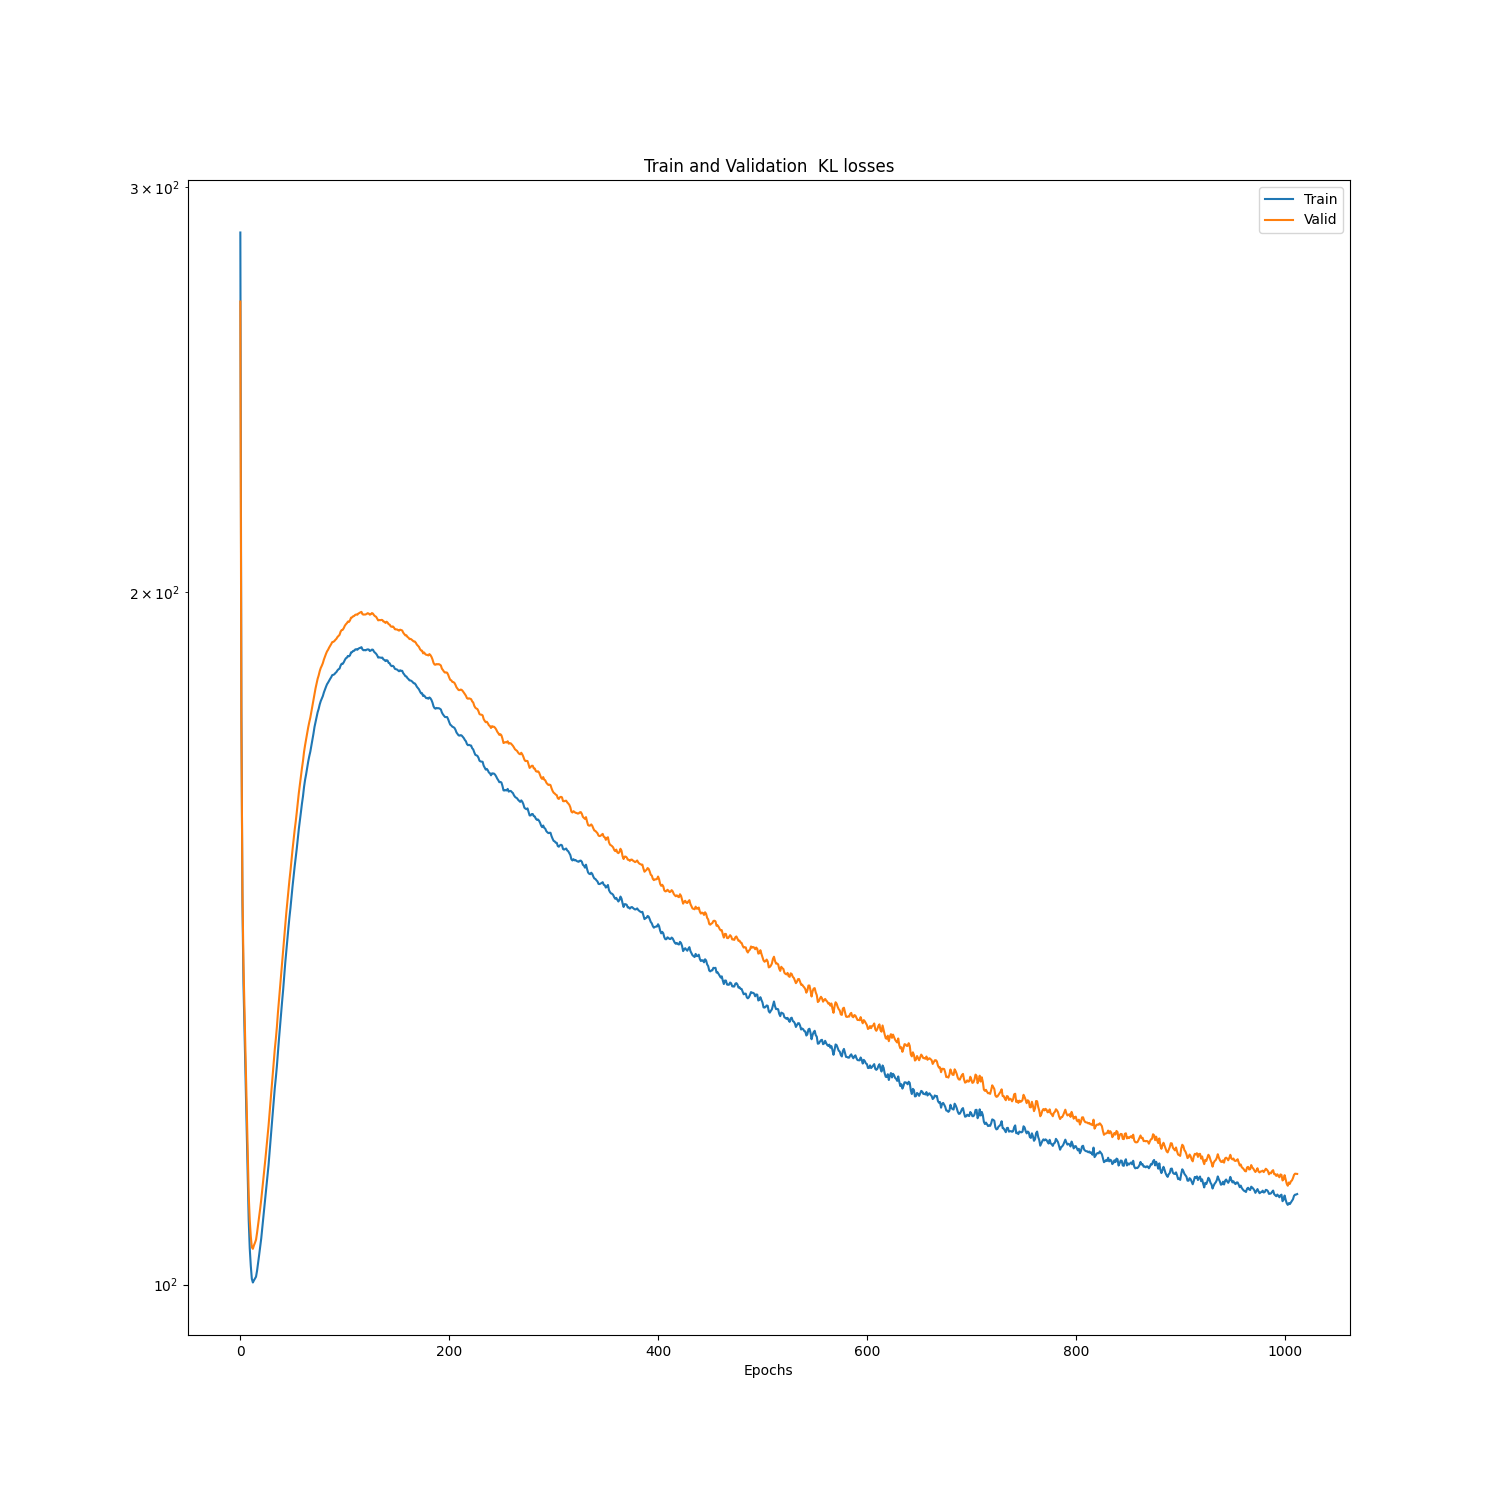 Train and Validation  KL losses
3 × 10²
2 × 10²
10²
Train
Valid
0 200 400 600 800 1000
Epochs